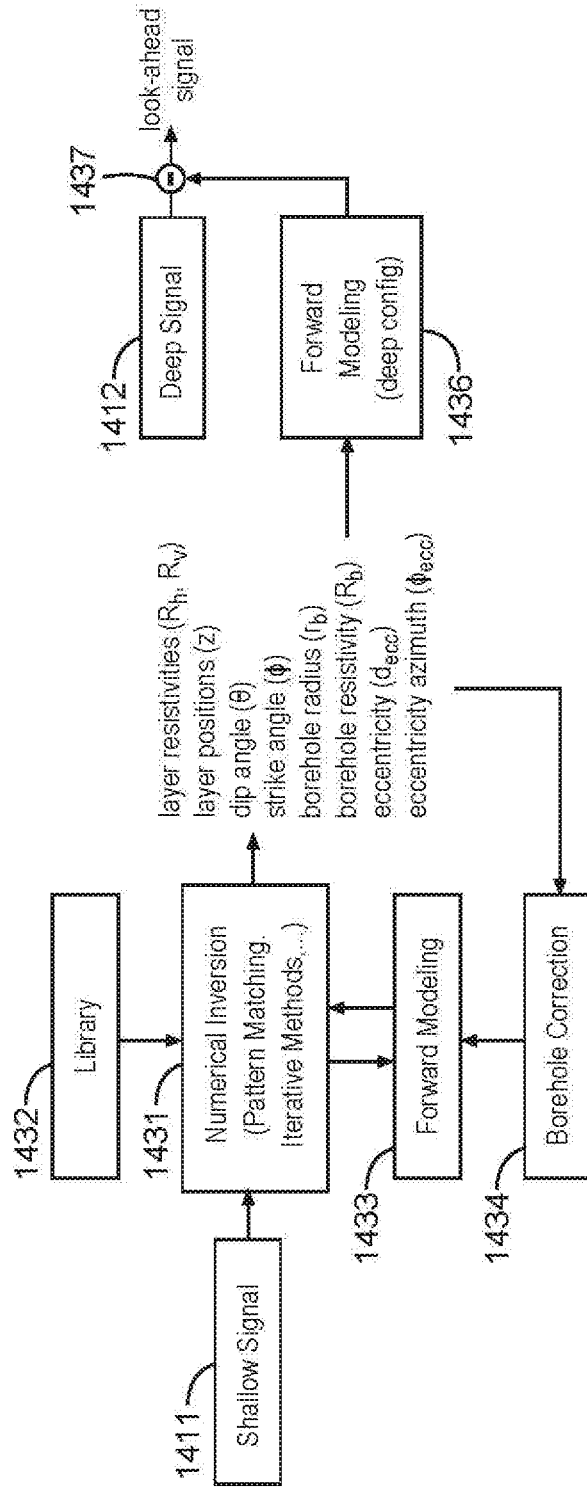 1411
Shallow Signal
1432
Library
1431
Numerical Inversion
(Pattern Matching.
Iterative Methods,...)
1433
Forward Modeling
1434
Borehole Correction
layer resistivities (Rh, Rv)
layer positions (z)
dip angle (θ)
strike angle (ϕ)
borehole radius (rb)
borehole resistivity (Rb)
eccentricity (decc)
eccentricity azimuth (ϕecc)
1412
Deep Signal
1437
-
look-ahead
signal
Forward
Modeling
(deep config)
1436